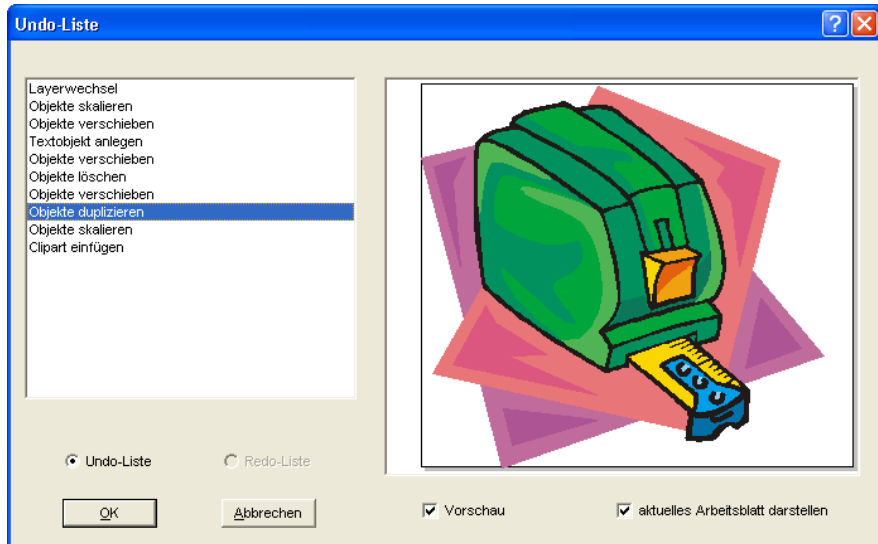 Undo-Liste
Layerwechsel
Objekte skalieren
Objekte verschieben
Textobjekt anlegen
Objekte verschieben
Objekte löschen
Objekte verschieben
Objekte duplizieren
Objekte skalieren
Clipart einfügen
Undo-Liste
Redo-Liste
OK
Abbrechen
Vorschau
aktuelles Arbeitsblatt darstellen